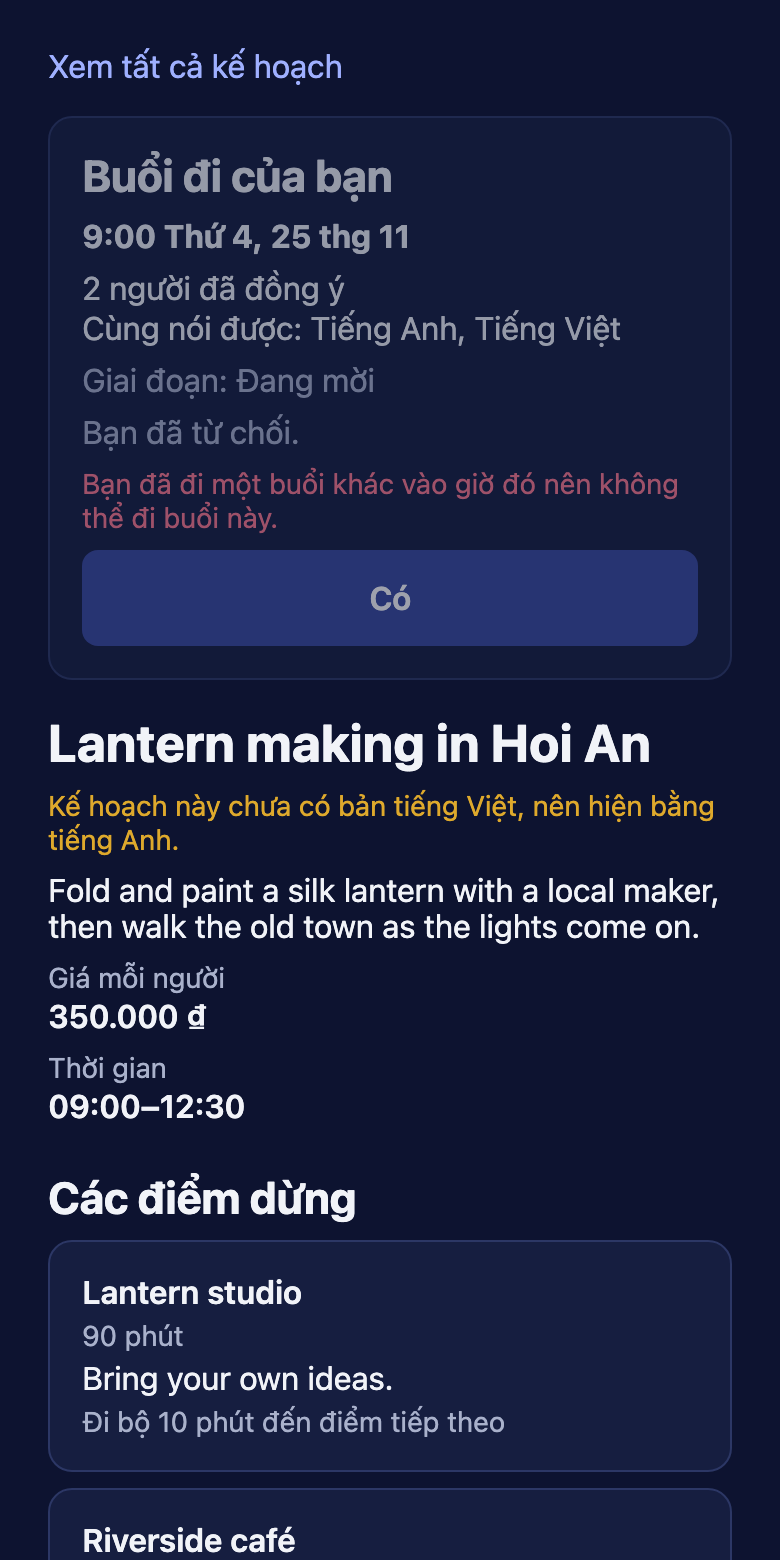 Xem tất cả kế hoạch
Buổi đi của bạn
9:00 Thứ 4, 25 thg 11
2 người đã đồng ý
Cùng nói được: Tiếng Anh, Tiếng Việt
Giai đoạn: Đang mời
Bạn đã từ chối.
Bạn đã đi một buổi khác vào giờ đó nên không
thể đi buổi này.
Có
Lantern making in Hoi An
Kế hoạch này chưa có bản tiếng Việt, nên hiện bằng
tiếng Anh.
Fold and paint a silk lantern with a local maker,
then walk the old town as the lights come on.
Giá mỗi người
350.000 ₫
Thời gian
09:00–12:30
Các điểm dừng
Lantern studio
90 phút
Bring your own ideas.
Đi bộ 10 phút đến điểm tiếp theo
Riverside café